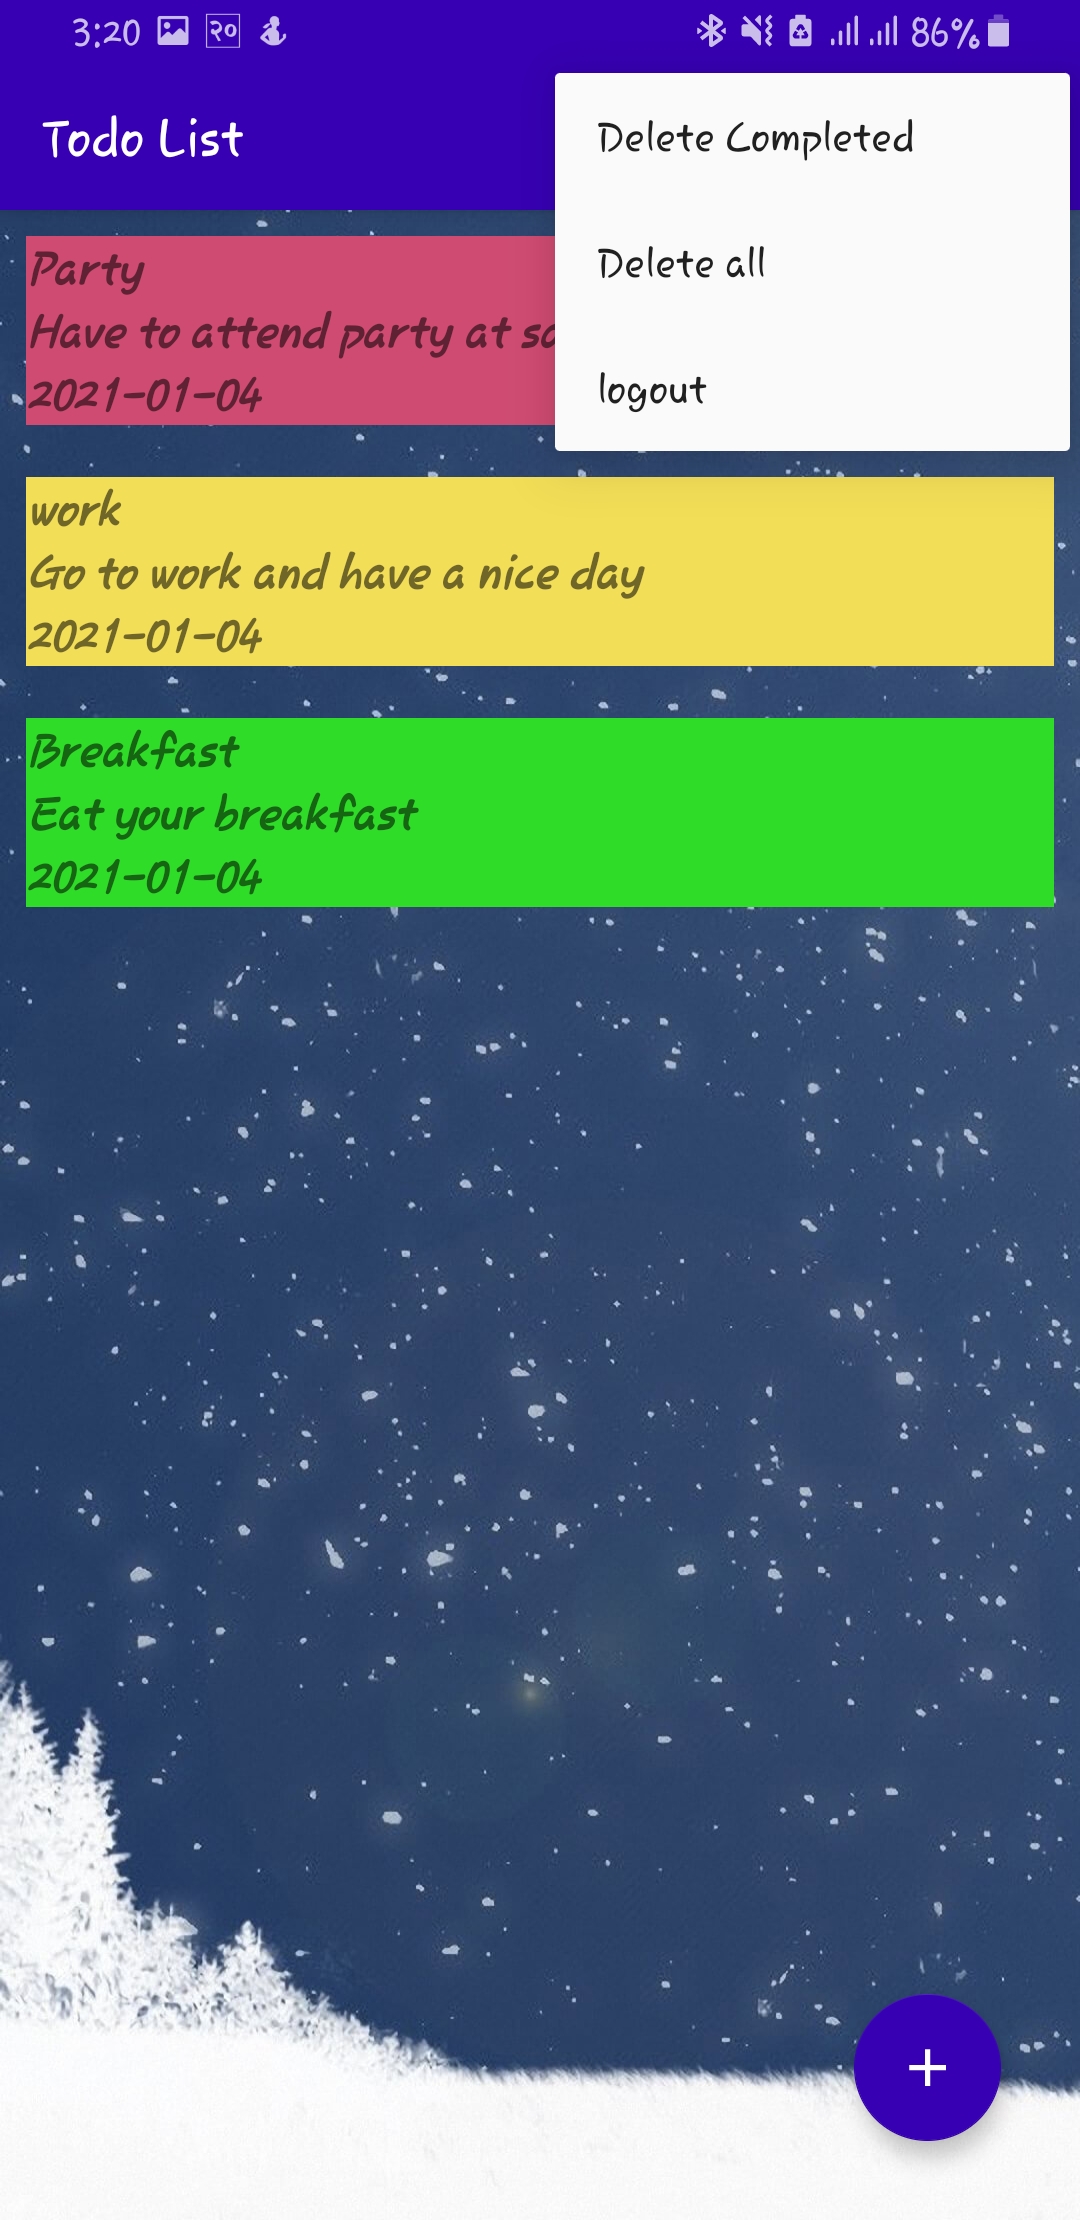 3:20 २० 86%
Todo List
Delete Completed
Delete all
logout
Party
Have to attend party at
2021-01-04
work
Go to work and have a nice day
2021-01-04
Breakfast
Eat your breakfast
2021-01-04